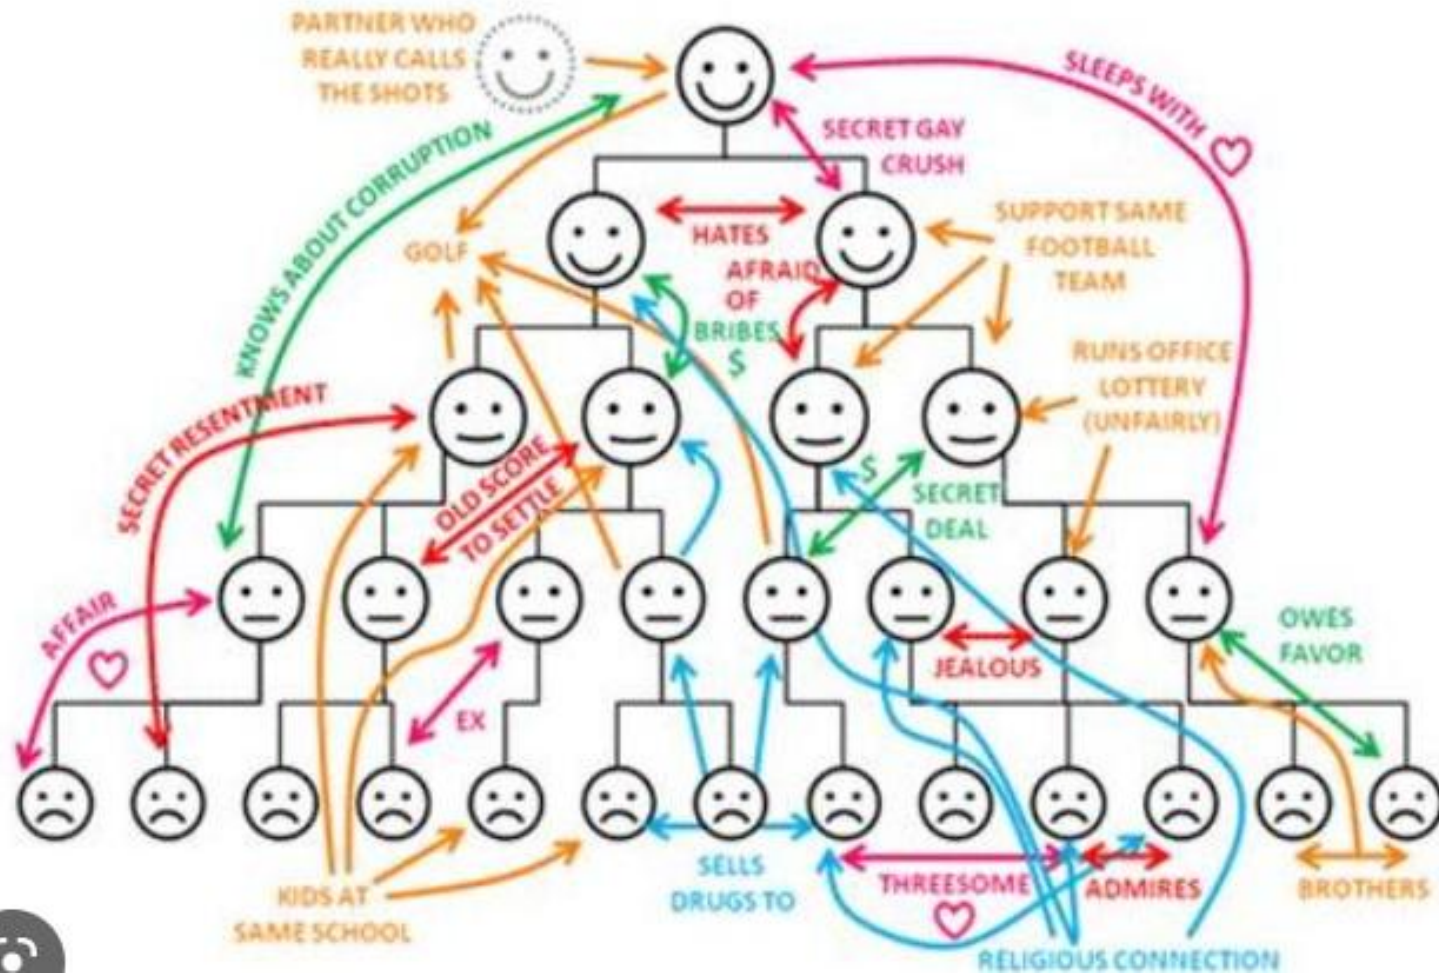 PARTNER WHO
REALLY CALLS
THE SHOTS
SLEEPS WITH
SECRET GAY
CRUSH
KNOWS ABOUT CORRUPTION
HATES
SUPPORT SAME
FOOTBALL
TEAM
GOLF
AFRAID
OF
BRIBES
$
RUNS OFFICE
LOTTERY
(UNFAIRLY)
SECRET RESENTMENT
OLD SCORE
TO SETTLE
$
SECRET
DEAL
AFFAIR
OWES
FAVOR
JEALOUS
EX
SELLS
DRUGS TO
THREESOME
ADMIRES
BROTHERS
KIDS AT
SAME SCHOOL
RELIGIOUS CONNECTION